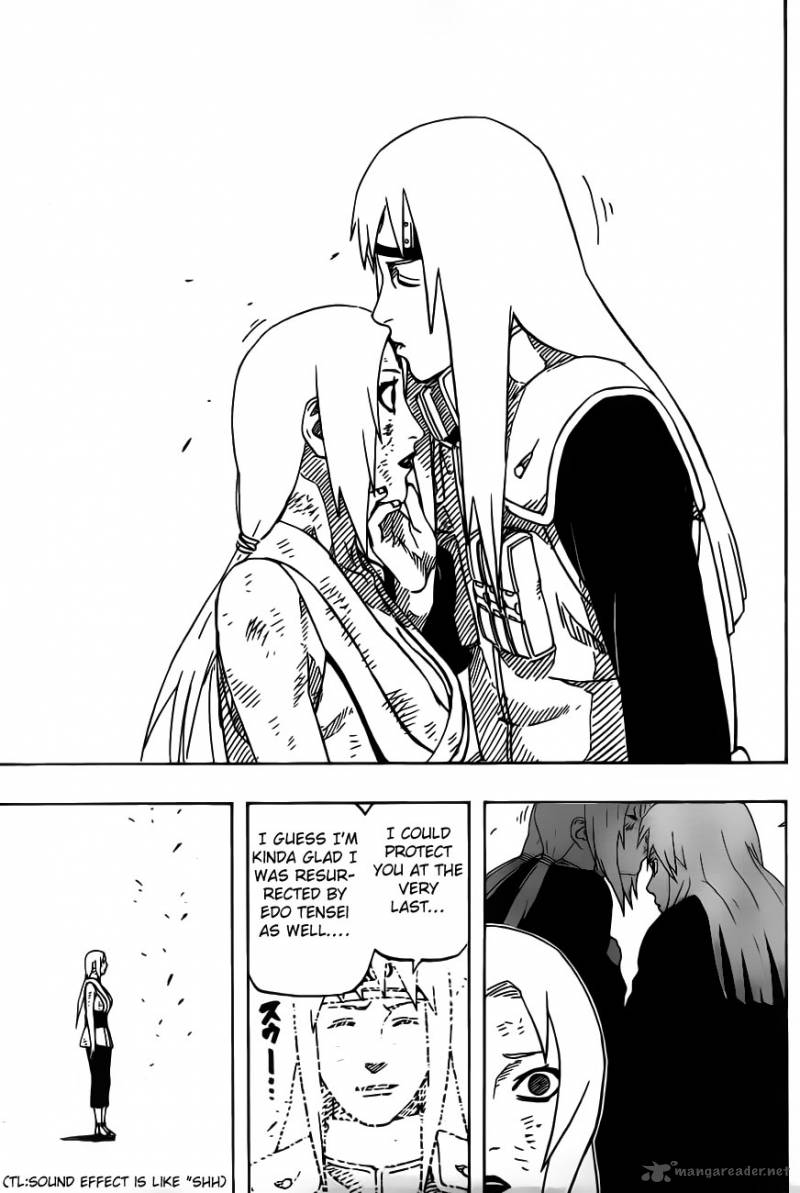 I COULD
PROTECT
YOU AT THE
VERY
LAST...
I GUESS I'M
KINDA GLAD I
WAS RESUR-
RECTED BY
EDO TENSEI
AS WELL....
スウー…
(TL:SOUND EFFECT IS LIKE "SHH)
mangareader.net